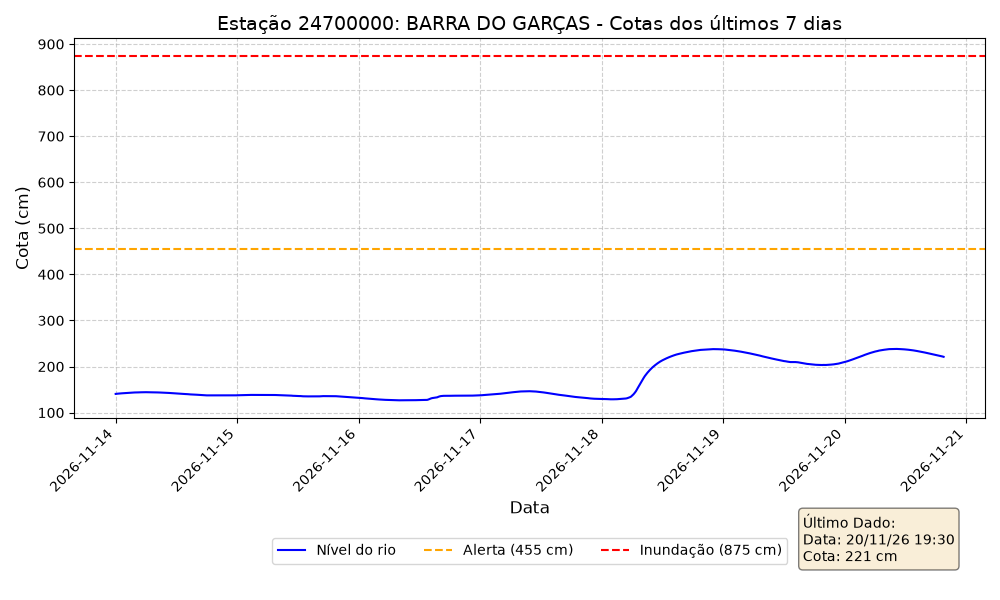 Estação 24700000: BARRA DO GARÇAS - Cotas dos últimos 7 dias
Cota (cm)
900
800
700
600
500
400
300
200
100
2026-11-14
2026-11-15
2026-11-16
2026-11-17
2026-11-18
2026-11-19
2026-11-20
2026-11-21
Data
Nível do rio
Alerta (455 cm)
Inundação (875 cm)
Último Dado:
Data: 20/11/26 19:30
Cota: 221 cm